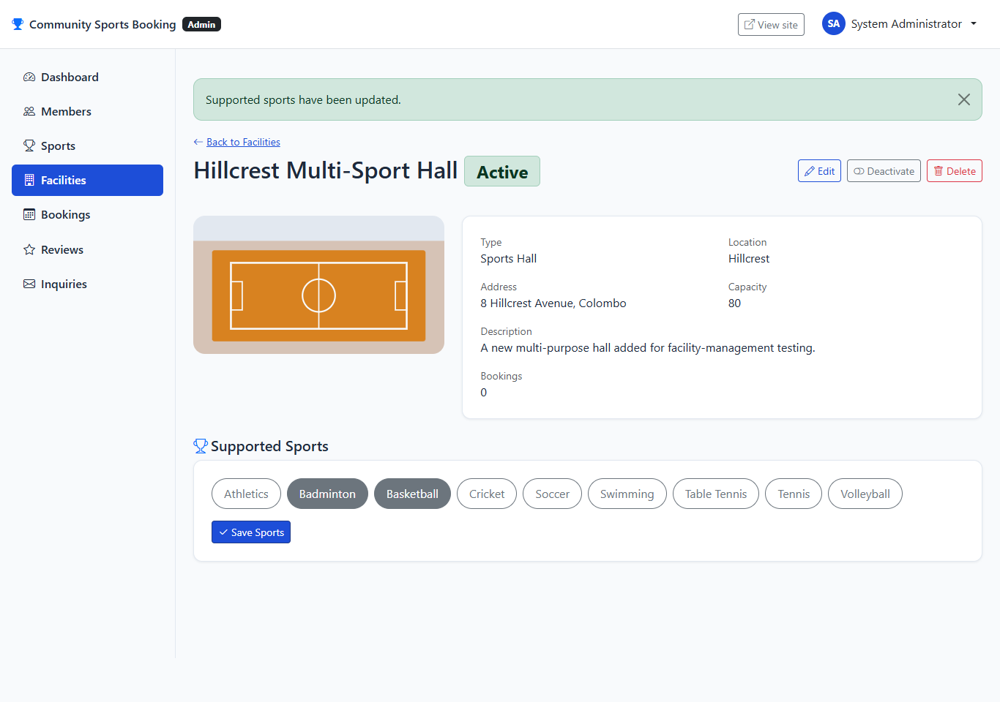 Community Sports Booking Admin
View site
SA System Administrator
Dashboard
Members
Sports
Facilities
Bookings
Reviews
Inquiries
Supported sports have been updated.
Back to Facilities
Hillcrest Multi-Sport Hall Active
Edit Deactivate Delete
Type
Sports Hall
Location
Hillcrest
Address
8 Hillcrest Avenue, Colombo
Capacity
80
Description
A new multi-purpose hall added for facility-management testing.
Bookings
0
Supported Sports
Athletics Badminton Basketball Cricket Soccer Swimming Table Tennis Tennis Volleyball
Save Sports